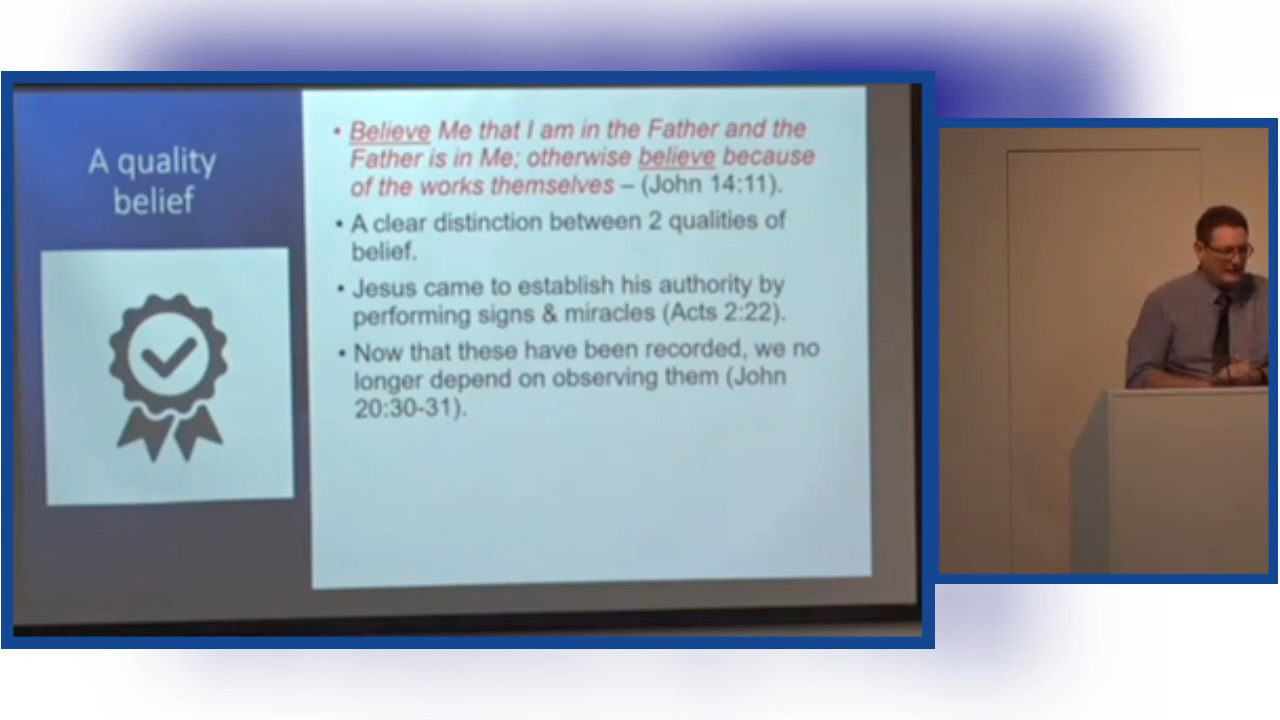 A quality
belief
• Believe Me that I am in the Father and the
Father is in Me; otherwise believe because
of the works themselves – (John 14:11).
• A clear distinction between 2 qualities of
belief.
• Jesus came to establish his authority by
performing signs & miracles (Acts 2:22).
• Now that these have been recorded, we no
longer depend on observing them (John
20:30-31).